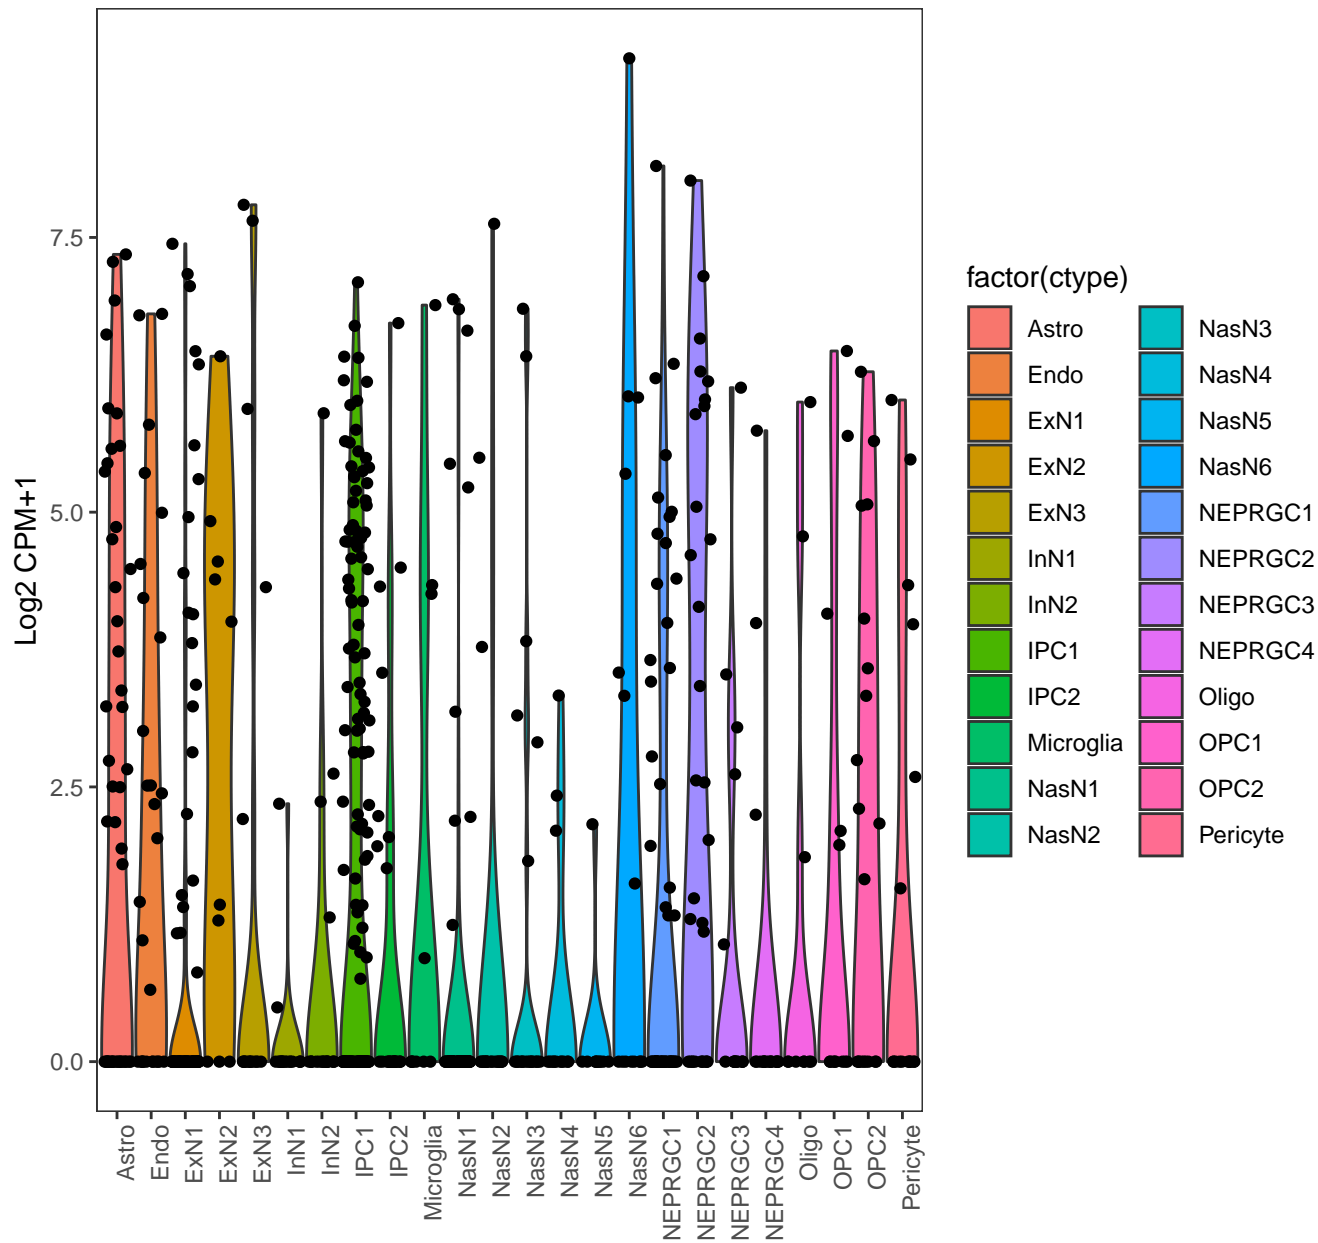 Log2 CPM+1
7.5
5.0
2.5
0.0
Astro
Endo
ExN1
ExN2
ExN3
InN1
InN2
IPC1
IPC2
Microglia
NasN1
NasN2
NasN3
NasN4
NasN5
NasN6
NEPRGC1
NEPRGC2
NEPRGC3
NEPRGC4
Oligo
OPC1
OPC2
Pericyte
factor(ctype)
Astro
Endo
ExN1
ExN2
ExN3
InN1
InN2
IPC1
IPC2
Microglia
NasN1
NasN2
NasN3
NasN4
NasN5
NasN6
NEPRGC1
NEPRGC2
NEPRGC3
NEPRGC4
Oligo
OPC1
OPC2
Pericyte